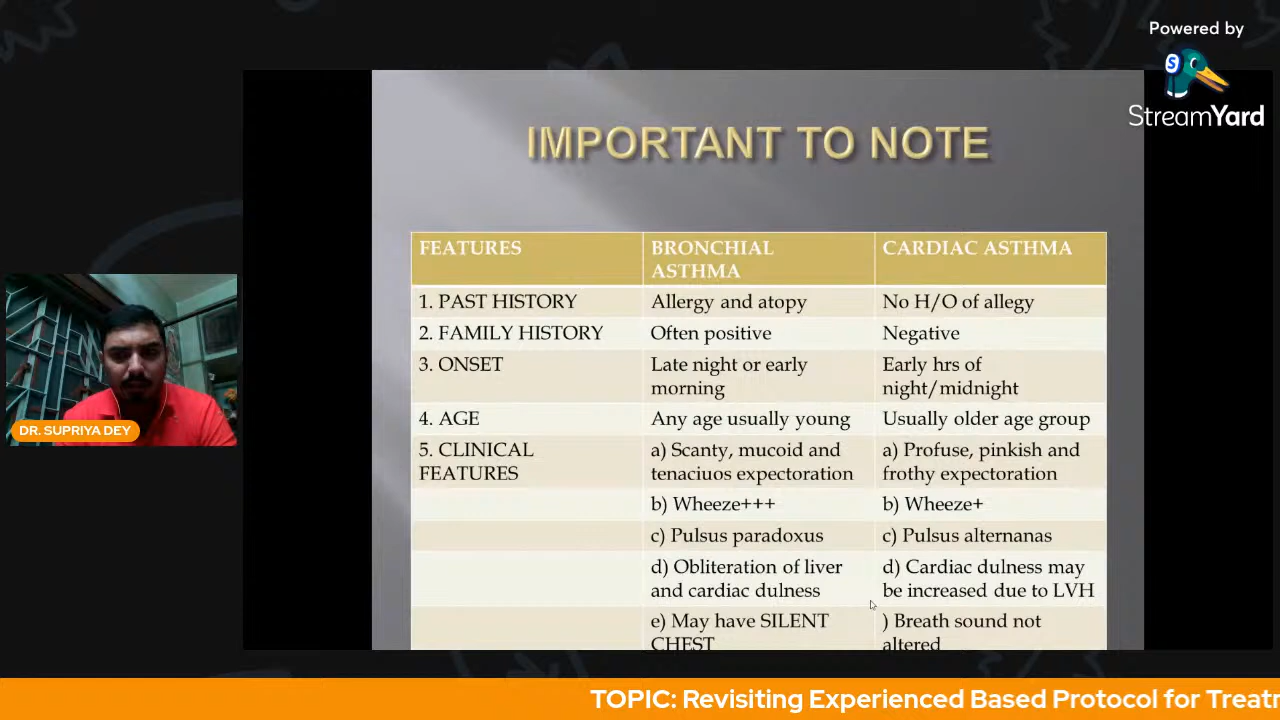 Powered by
StreamYard
IMPORTANT TO NOTE
FEATURES
BRONCHIAL
ASTHMA
CARDIAC ASTHMA
1. PAST HISTORY
Allergy and atopy
No H/O of allegy
2. FAMILY HISTORY
Often positive
Negative
3. ONSET
Late night or early
morning
Early hrs of
night/midnight
4. AGE
Any age usually young
Usually older age group
5. CLINICAL
FEATURES
a) Scanty, mucoid and
tenaciuos expectoration
a) Profuse, pinkish and
frothy expectoration
b) Wheeze+++
b) Wheeze+
c) Pulsus paradoxus
c) Pulsus alternanas
d) Obliteration of liver
and cardiac dulness
d) Cardiac dulness may
be increased due to LVH
e) May have SILENT
CHEST
) Breath sound not
altered
DR. SUPRIYA DEY
TOPIC: Revisiting Experienced Based Protocol for Treat